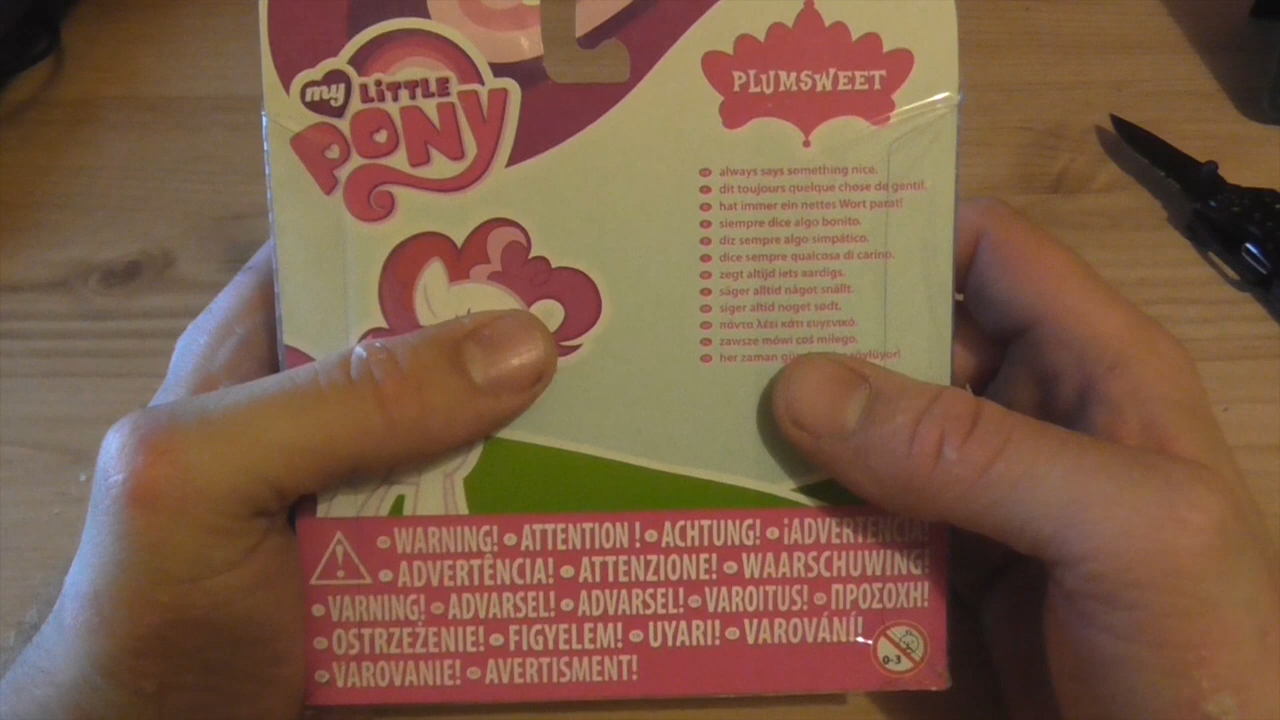 my LiTTLE
PONY
PLUMSWEET
always says something nice.
dit toujours quelque chose de gentil.
hat immer ein nettes Wort parat!
siempre dice algo bonito.
diz sempre algo simpático.
dice sempre qualcosa di carino.
zegt altijd iets aardigs.
säger alltid något snällt.
siger altid noget sødt.
πάντα λέει κάτι ευγενικό.
zawsze mówi coś miłego.
her zaman
• WARNING! • ATTENTION ! • ACHTUNG! • ¡ADVERTENCIA!
• ADVERTÊNCIA! • ATTENZIONE! • WAARSCHUWING!
• VARNING! • ADVARSEL! • ADVARSEL! • VAROITUS! • ΠΡΟΣΟΧΗ!
• OSTRZEŻENIE! • FIGYELEM! • UYARI! • VAROVÁNÍ!
• VAROVANIE! • AVERTISMENT!
0-3